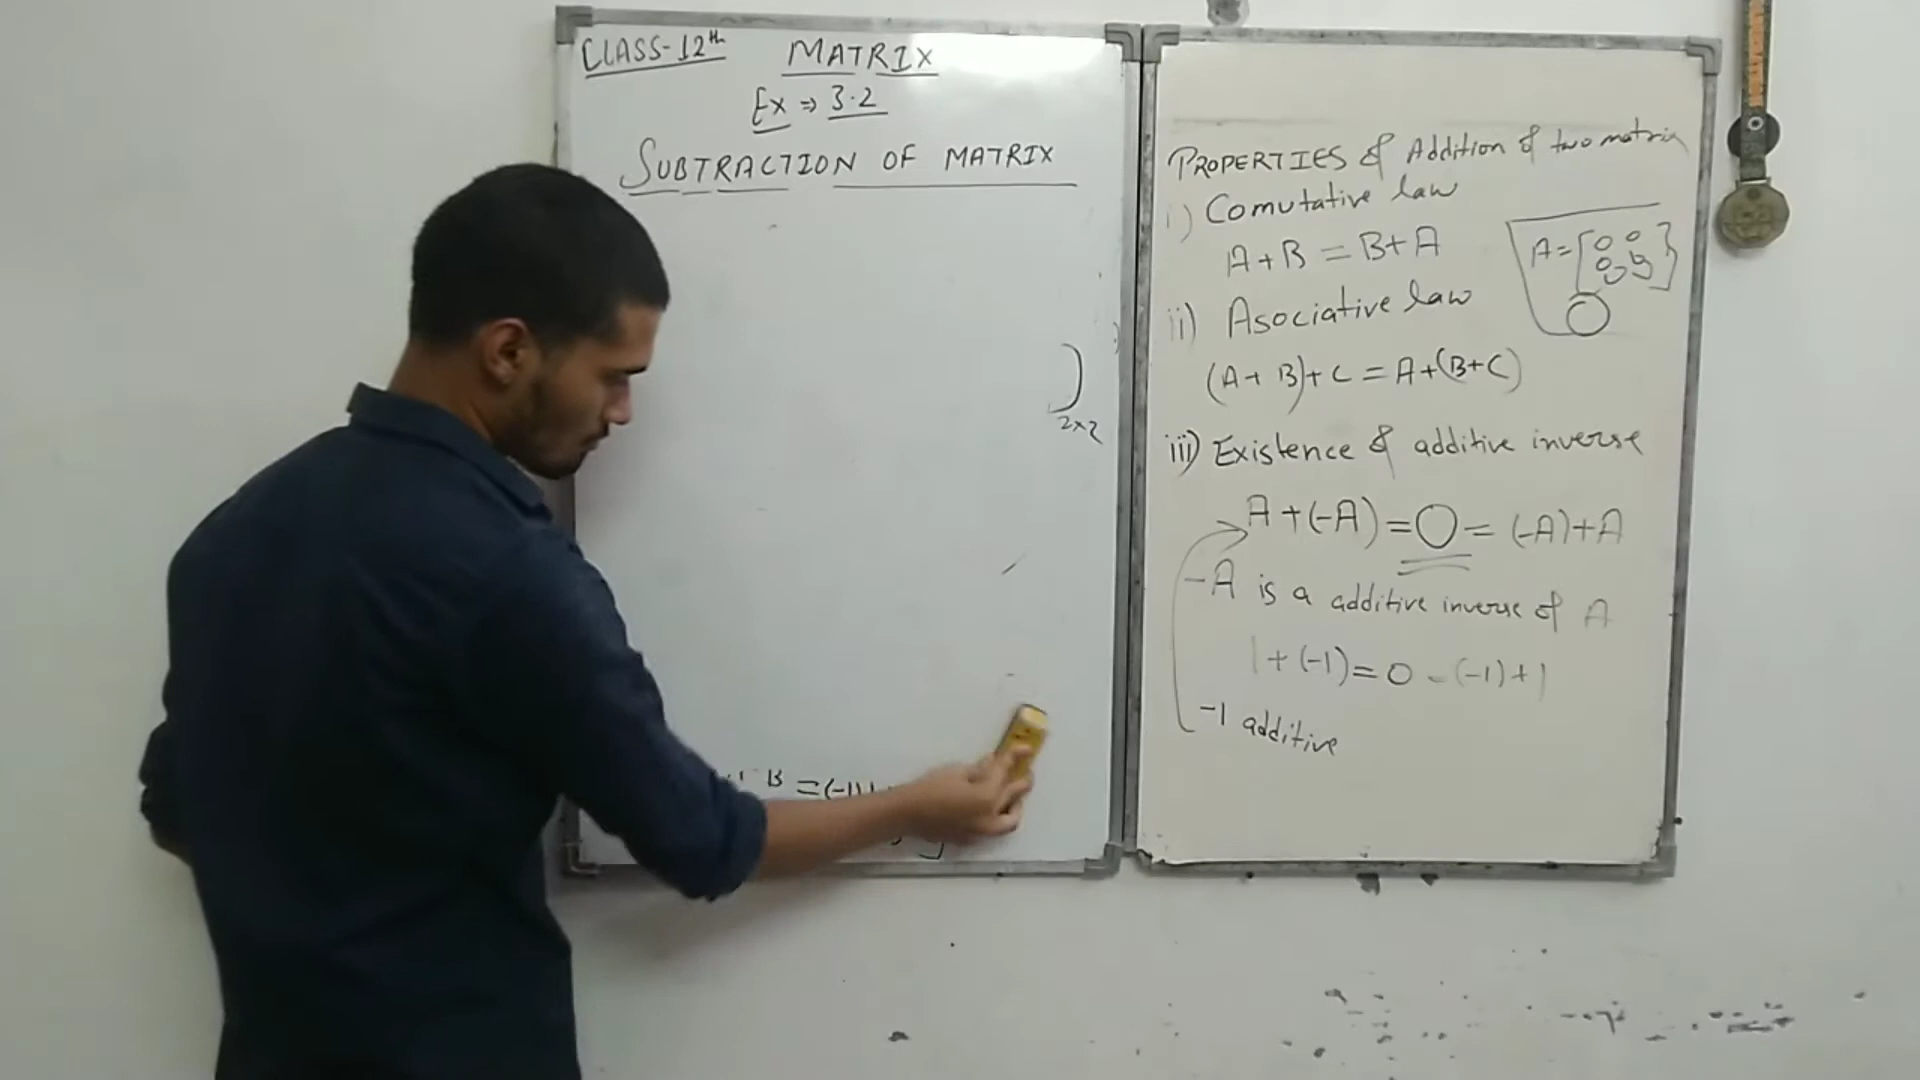 CLASS-12th
MATRIX
Ex ⇒ 3.2
SUBTRACTION OF MATRIX
)
2×2
B = (-1)
PROPERTIES of Addition of two matrix
i) Comutative law
A + B = B + A
A = [0 0
0 0]
O
ii) Asociative law
(A + B) + C = A + (B + C)
iii) Existence of additive inverse
A + (-A) = O = (-A) + A
-A is a additive inverse of A
1 + (-1) = 0 - (-1) + 1
-1 additive